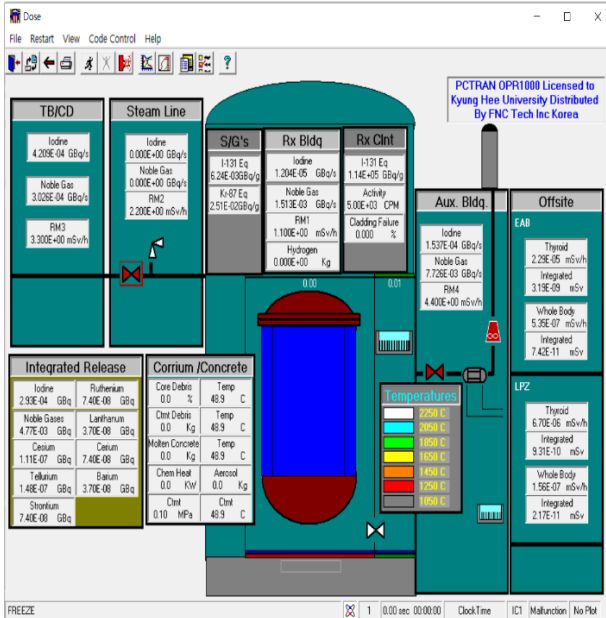 Dose
File Restart View Code Control Help
PCTRAN OPR1000 Licensed to
Kyung Hee University Distributed
By FNC Tech Inc Korea
TB/CD
Iodine
4.209E-04 GBq/s
Noble Gas
3.026E-04 GBq/s
RM3
3.300E+00 mSv/h
Steam Line
Iodine
0.000E+00 GBq/s
Noble Gas
0.000E+00 GBq/s
RM2
2.200E+00 mSv/h
S/G's
I-131 Eq
6.24E-03GBq/g
Kr-87 Eq
2.51E-02GBq/g
Rx Bldg
Iodine
1.204E-05 GBq/s
Noble Gas
1.513E-03 GBq/s
RM1
1.100E+00 mSv/h
Hydrogen
0.000E+00 Kg
Rx Clnt
I-131 Eq
1.14E+05 GBq/g
Activity
5.00E+03 CPM
Cladding Failure
0.000 %
0.00
0.01
Aux. Bldg.
Iodine
1.537E-04 GBq/s
Noble Gas
7.726E-03 GBq/s
RM4
4.400E+00 mSv/h
Offsite
EAB
Thyroid
2.29E-05 mSv/h
Integrated
3.19E-09 mSv
Whole Body
5.35E-07 mSv/h
Integrated
7.42E-11 mSv
LPZ
Thyroid
6.70E-06 mSv/h
Integrated
9.31E-10 mSv
Whole Body
1.56E-07 mSv/h
Integrated
2.17E-11 mSv
Integrated Release
Iodine
2.93E-04 GBq
Ruthenium
7.40E-08 GBq
Noble Gases
4.77E-03 GBq
Lanthanum
3.70E-08 GBq
Cesium
1.11E-07 GBq
Cerium
7.40E-08 GBq
Tellurium
1.48E-07 GBq
Barium
3.70E-08 GBq
Strontium
7.40E-08 GBq
Corrium /Concrete
Core Debris
0.0 %
Temp
48.9 C
Ctmt Debris
0.0 Kg
Temp
48.9 C
Molten Concrete
0.0 Kg
Temp
48.9 C
Chem Heat
0.0 KW
Aerosol
0.0 Kg
Ctmt
0.10 MPa
Ctmt
48.9 C
Temperatures
2250 C
2050 C
1850 C
1650 C
1450 C
1250 C
1050 C
FREEZE
1
0.00 sec 00:00:00
ClockTime
IC1
Malfunction
No Plot